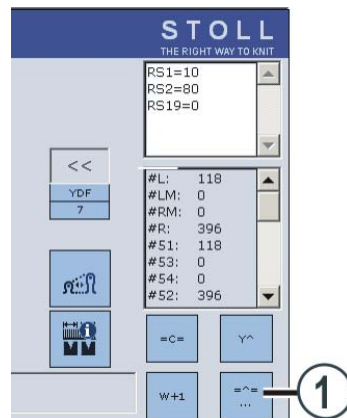 STOLL
THE RIGHT WAY TO KNIT
RS1=10
RS2=80
RS19=0
<<
YDF
7
#L: 118
#LM: 0
#RM: 0
#R: 396
#51: 118
#53: 0
#54: 0
#52: 396
=C=
Y^
W+1
=^=
...
1